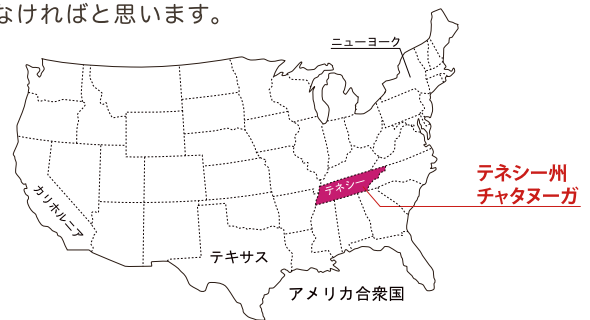 なければと思います。
ニューヨーク
テネシー州
チャタヌーガ
テネシー
カリホルニア
テキサス
アメリカ合衆国